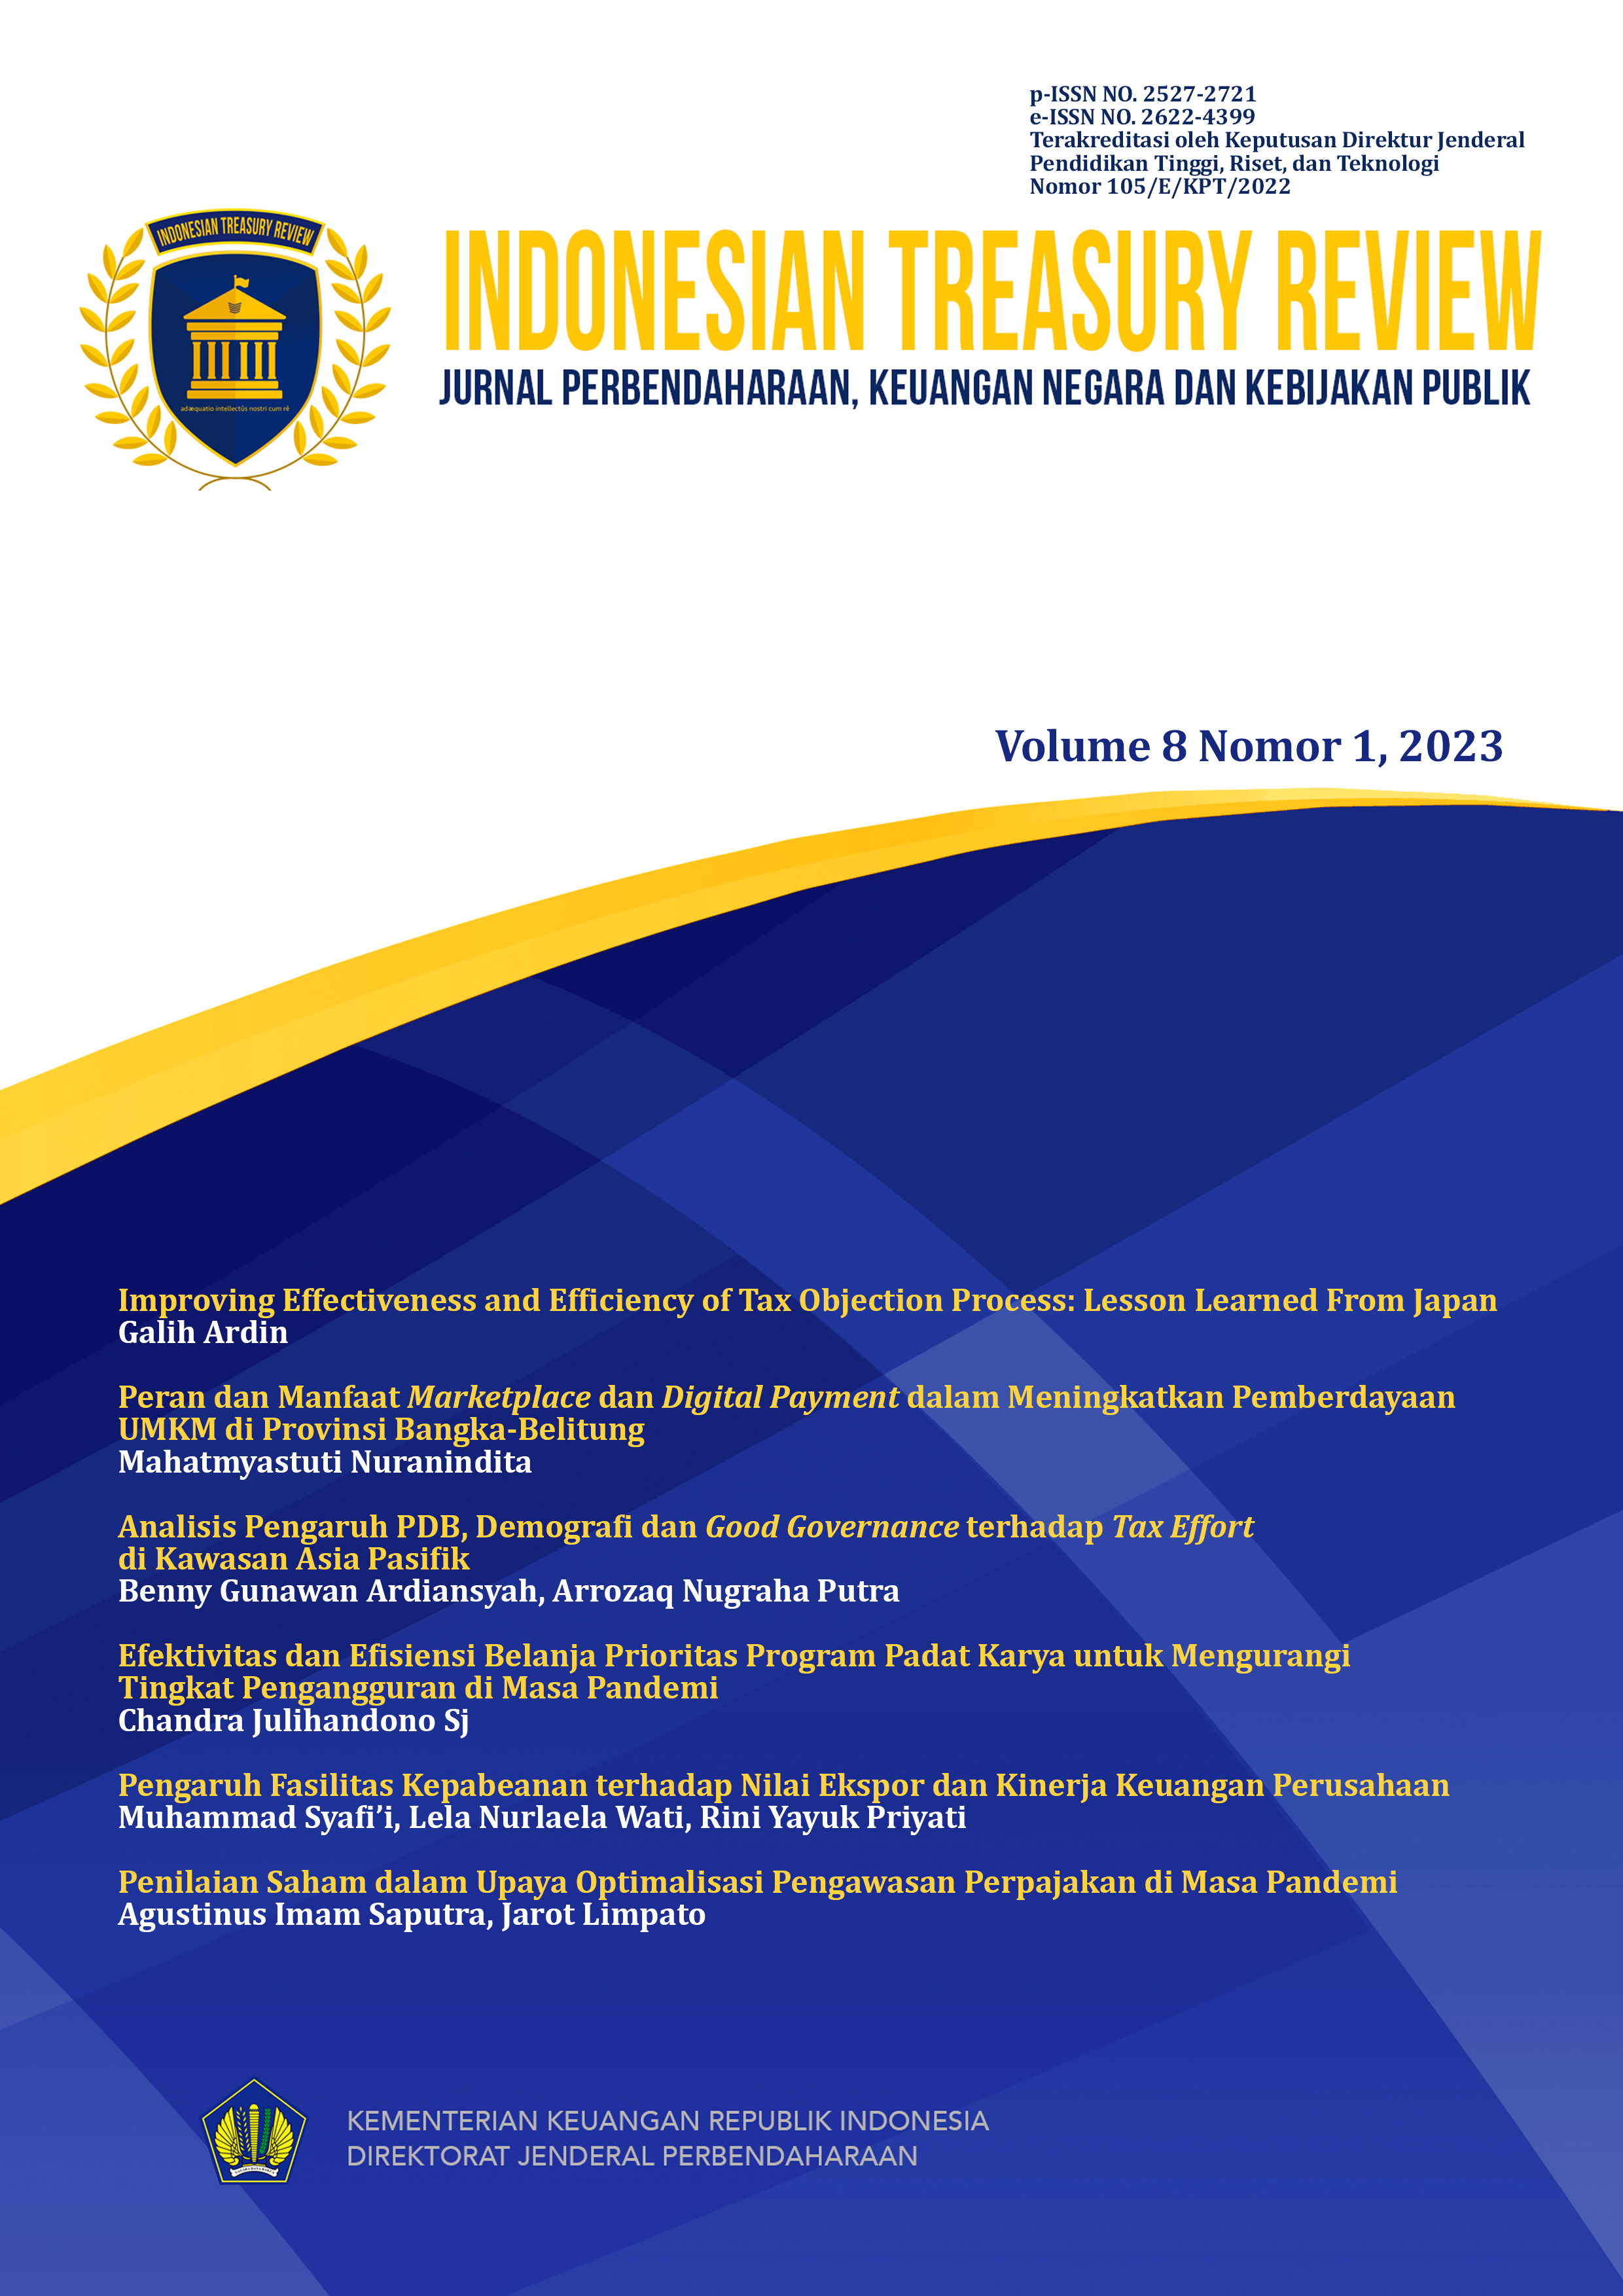 p-ISSN NO. 2527-2721
e-ISSN NO. 2622-4399
Terakreditasi oleh Keputusan Direktur Jenderal
Pendidikan Tinggi, Riset, dan Teknologi
Nomor 105/E/KPT/2022
INDONESIAN TREASURY REVIEW
adæquatio intellectûs nostri cum rê
INDONESIAN TREASURY REVIEW
JURNAL PERBENDAHARAAN, KEUANGAN NEGARA DAN KEBIJAKAN PUBLIK
Volume 8 Nomor 1, 2023
Improving Effectiveness and Efficiency of Tax Objection Process: Lesson Learned From Japan
Galih Ardin
Peran dan Manfaat Marketplace dan Digital Payment dalam Meningkatkan Pemberdayaan
UMKM di Provinsi Bangka-Belitung
Mahatmyastuti Nuranindita
Analisis Pengaruh PDB, Demografi dan Good Governance terhadap Tax Effort
di Kawasan Asia Pasifik
Benny Gunawan Ardiansyah, Arrozaq Nugraha Putra
Efektivitas dan Efisiensi Belanja Prioritas Program Padat Karya untuk Mengurangi
Tingkat Pengangguran di Masa Pandemi
Chandra Julihandono Sj
Pengaruh Fasilitas Kepabeanan terhadap Nilai Ekspor dan Kinerja Keuangan Perusahaan
Muhammad Syafi’i, Lela Nurlaela Wati, Rini Yayuk Priyati
Penilaian Saham dalam Upaya Optimalisasi Pengawasan Perpajakan di Masa Pandemi
Agustinus Imam Saputra, Jarot Limpato
KEMENTERIAN KEUANGAN REPUBLIK INDONESIA
DIREKTORAT JENDERAL PERBENDAHARAAN